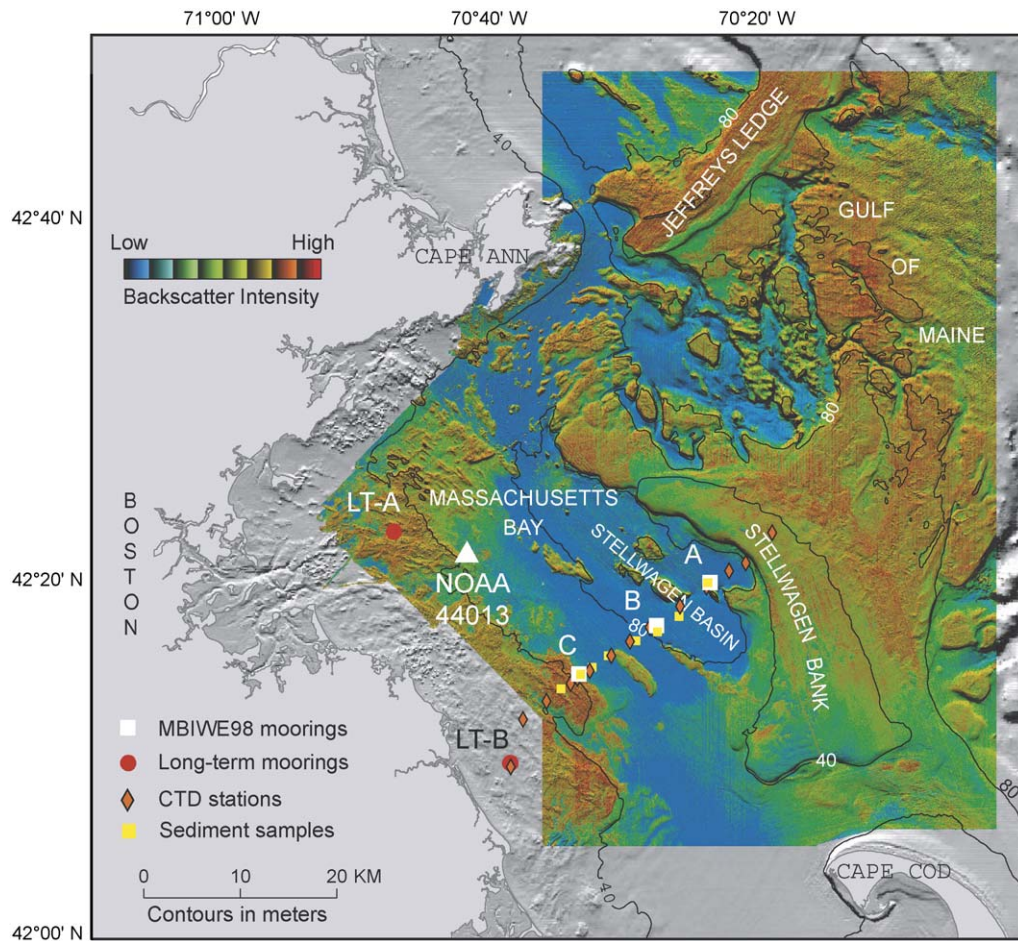 71°00' W
70°40' W
70°20' W
42°40' N
42°20' N
42°00' N
Low
High
Backscatter Intensity
CAPE ANN
40
80
JEFFREYS LEDGE
GULF
OF
MAINE
80
BOSTON
LT-A
MASSACHUSETTS
BAY
NOAA
44013
STELLWAGEN BASIN
A
B
80
C
STELLWAGEN BANK
40
80
LT-B
40
CAPE COD
MBIWE98 moorings
Long-term moorings
CTD stations
Sediment samples
0 10 20 KM
Contours in meters